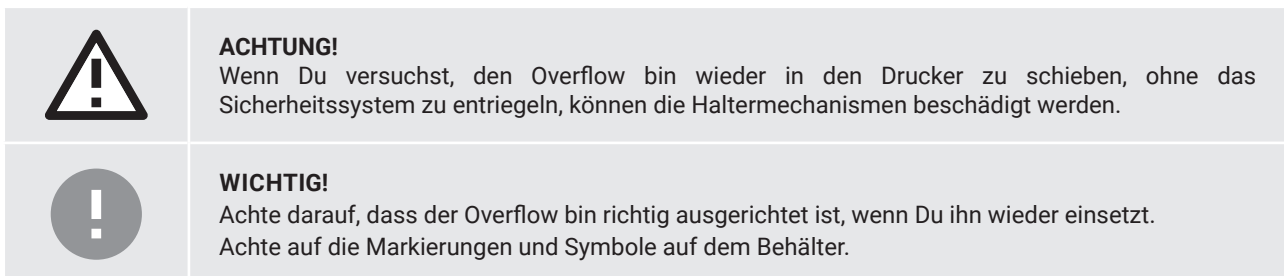 ACHTUNG!
Wenn Du versuchst, den Overflow bin wieder in den Drucker zu schieben, ohne das
Sicherheitssystem zu entriegeln, können die Haltermechanismen beschädigt werden.
WICHTIG!
Achte darauf, dass der Overflow bin richtig ausgerichtet ist, wenn Du ihn wieder einsetzt.
Achte auf die Markierungen und Symbole auf dem Behälter.